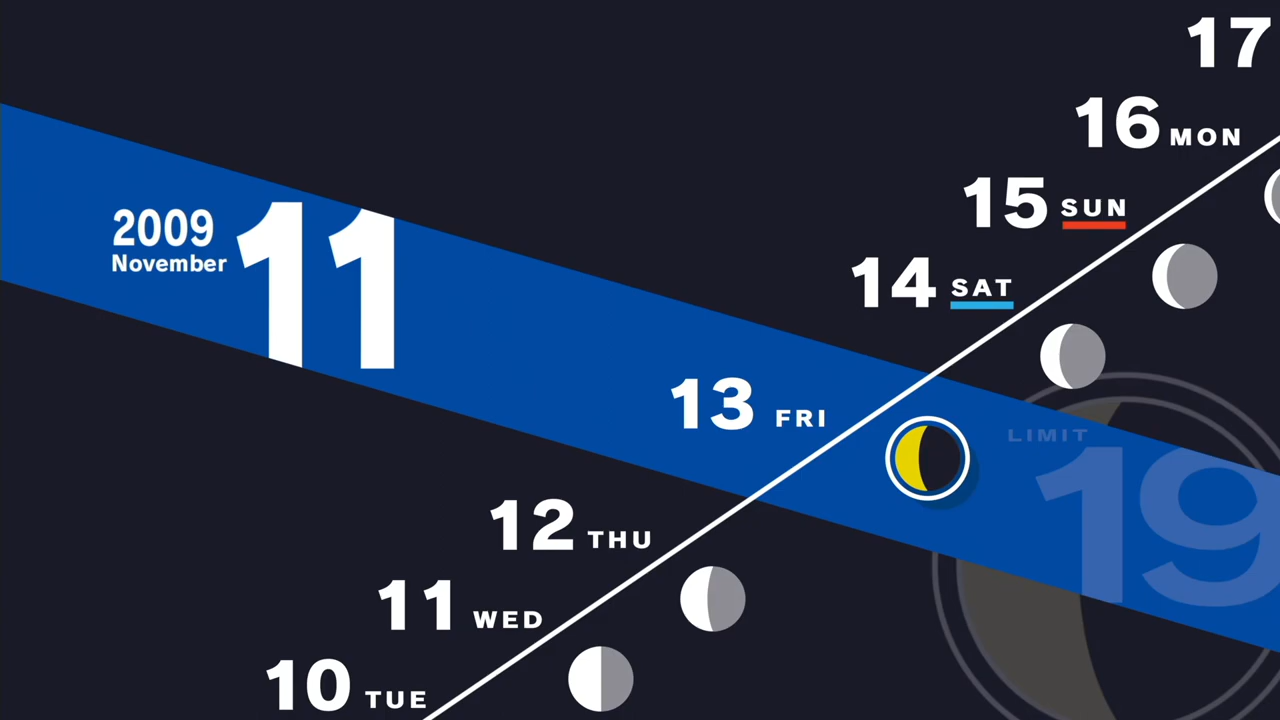 17
16 MON
15 SUN
14 SAT
2009
November
11
13 FRI
LIMIT
19
12 THU
11 WED
10 TUE